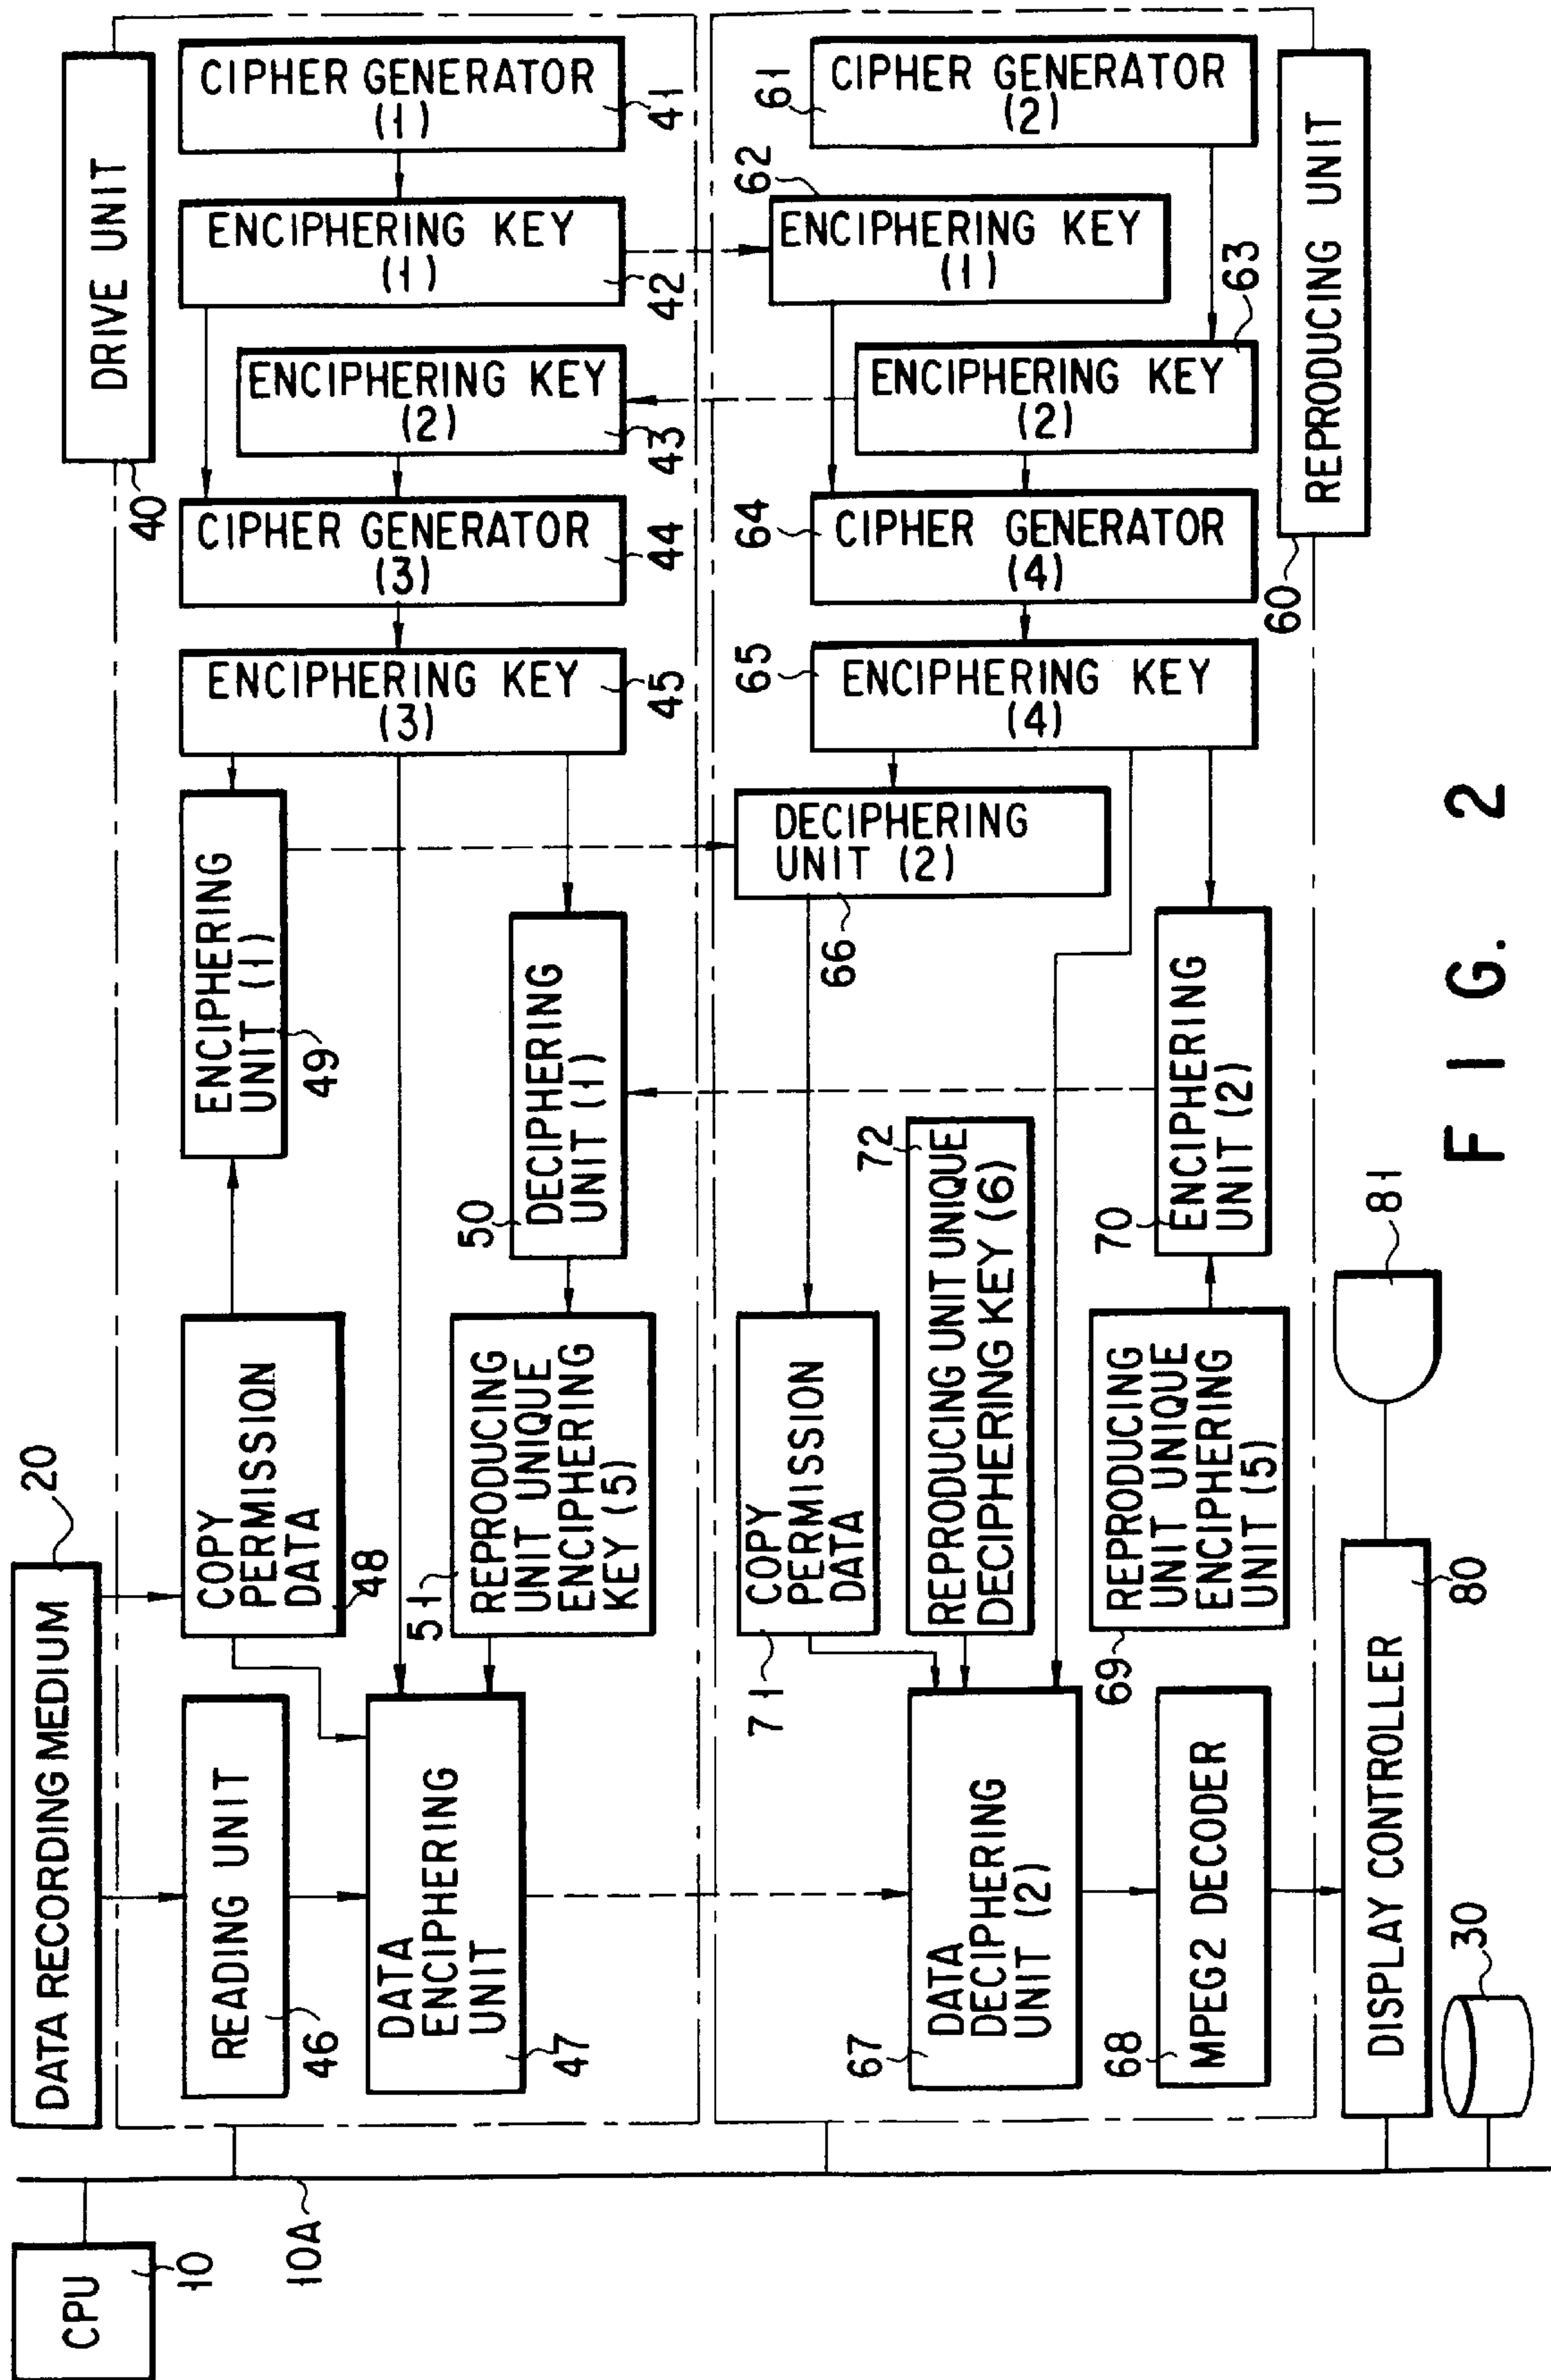 CPU
10
10A
DATA RECORDING MEDIUM
20
DRIVE UNIT
40
READING UNIT
46
COPY
PERMISSION
DATA
48
ENCIPHERING
UNIT (1)
49
ENCIPHERING KEY
(3)
45
CIPHER GENERATOR
(3)
44
ENCIPHERING KEY
(2)
43
ENCIPHERING KEY
(1)
42
CIPHER GENERATOR
(1)
41
DATA
ENCIPHERING
UNIT
47
51
REPRODUCING
UNIT UNIQUE
ENCIPHERING
KEY (5)
50
DECIPHERING
UNIT (1)
71
COPY
PERMISSION
DATA
66
DECIPHERING
UNIT (2)
65
ENCIPHERING KEY
(4)
64
CIPHER GENERATOR
(4)
63
ENCIPHERING KEY
(2)
62
ENCIPHERING KEY
(1)
61
CIPHER GENERATOR
(2)
72
REPRODUCING UNIT UNIQUE
DECIPHERING KEY (6)
67
DATA
DECIPHERING
UNIT (2)
68
MPEG2 DECODER
69
REPRODUCING
UNIT UNIQUE
ENCIPHERING
UNIT (5)
70
ENCIPHERING
UNIT (2)
60
REPRODUCING UNIT
DISPLAY CONTROLLER
80
81
30
FIG. 2